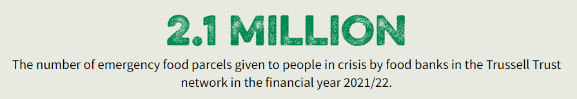 2.1 MILLION
The number of emergency food parcels given to people in crisis by food banks in the Trussell Trust
network in the financial year 2021/22.